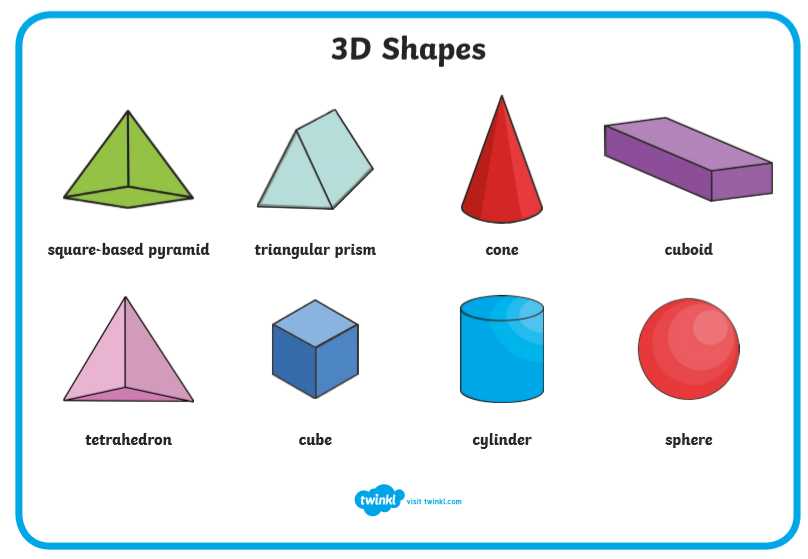 3D Shapes
square-based pyramid
triangular prism
cone
cuboid
tetrahedron
cube
cylinder
sphere
twinkl visit twinkl.com